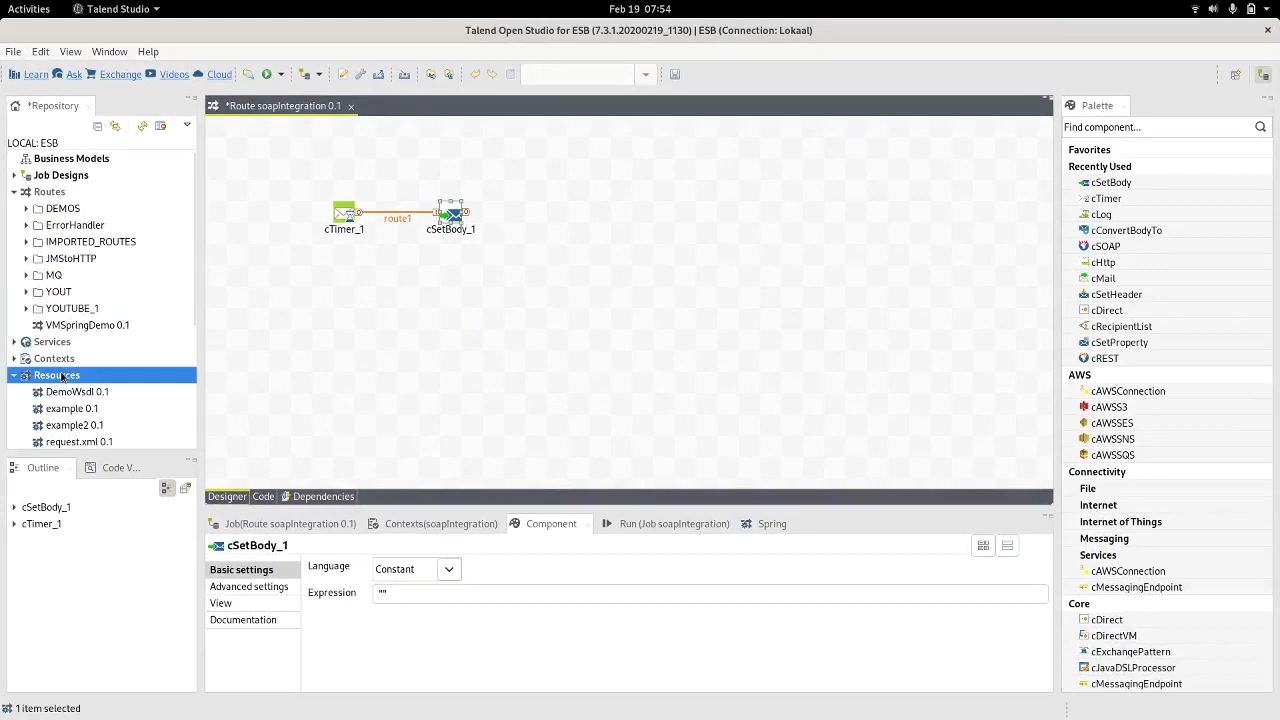 Activities
Talend Studio
Feb 19 07:54
Talend Open Studio for ESB (7.3.1.20200219_1130) | ESB (Connection: Lokaal)
File Edit View Window Help
Learn Ask Exchange Videos Cloud
*Repository
LOCAL: ESB
Business Models
Job Designs
Routes
DEMOS
ErrorHandler
IMPORTED_ROUTES
JMStoHTTP
MQ
YOUT
YOUTUBE_1
VMSpringDemo 0.1
Services
Contexts
Resources
DemoWsdl 0.1
example 0.1
example2 0.1
request.xml 0.1
Outline
Code V...
cSetBody_1
cTimer_1
1 item selected
*Route soapIntegration 0.1
route1
cTimer_1
cSetBody_1
Designer Code Dependencies
Job(Route soapIntegration 0.1) Contexts(soapIntegration) Component Run (Job soapIntegration) Spring
cSetBody_1
Basic settings
Advanced settings
View
Documentation
Language Constant
Expression ""
Palette
Find component...
Favorites
Recently Used
cSetBody
cTimer
cLog
cConvertBodyTo
cSOAP
cHttp
cMail
cSetHeader
cDirect
cRecipientList
cSetProperty
cREST
AWS
cAWSConnection
cAWSS3
cAWSSES
cAWSSNS
cAWSSQS
Connectivity
File
Internet
Internet of Things
Messaging
Services
cAWSConnection
cMessagingEndpoint
Core
cDirect
cDirectVM
cExchangePattern
cJavaDSLProcessor
cMessagingEndpoint